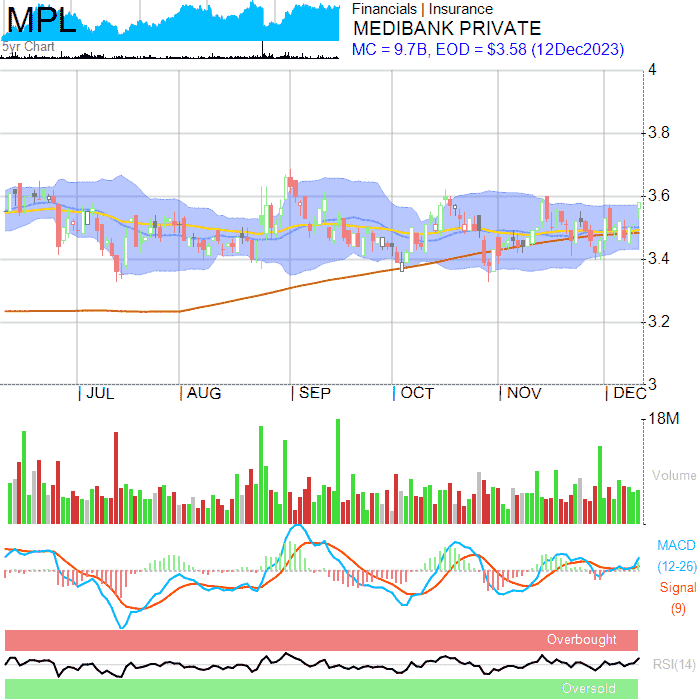 MPL
5yr Chart
Financials | Insurance
MEDIBANK PRIVATE
MC = 9.7B, EOD = $3.58 (12Dec2023)
4
3.8
3.6
3.4
3.2
3
| JUL | AUG | SEP | OCT | NOV | DEC
18M
Volume
MACD
(12-26)
Signal
(9)
Overbought
RSI(14)
Oversold